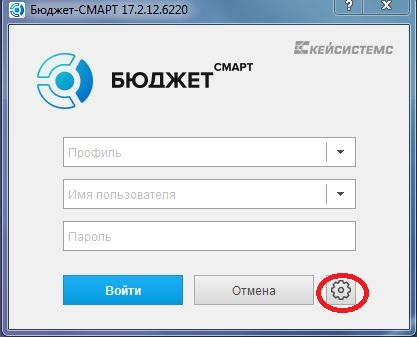 Бюджет-СМАРТ 17.2.12.6220
КЕЙСИСТЕМС
БЮДЖЕТ СМАРТ
Профиль
Имя пользователя
Пароль
Войти
Отмена